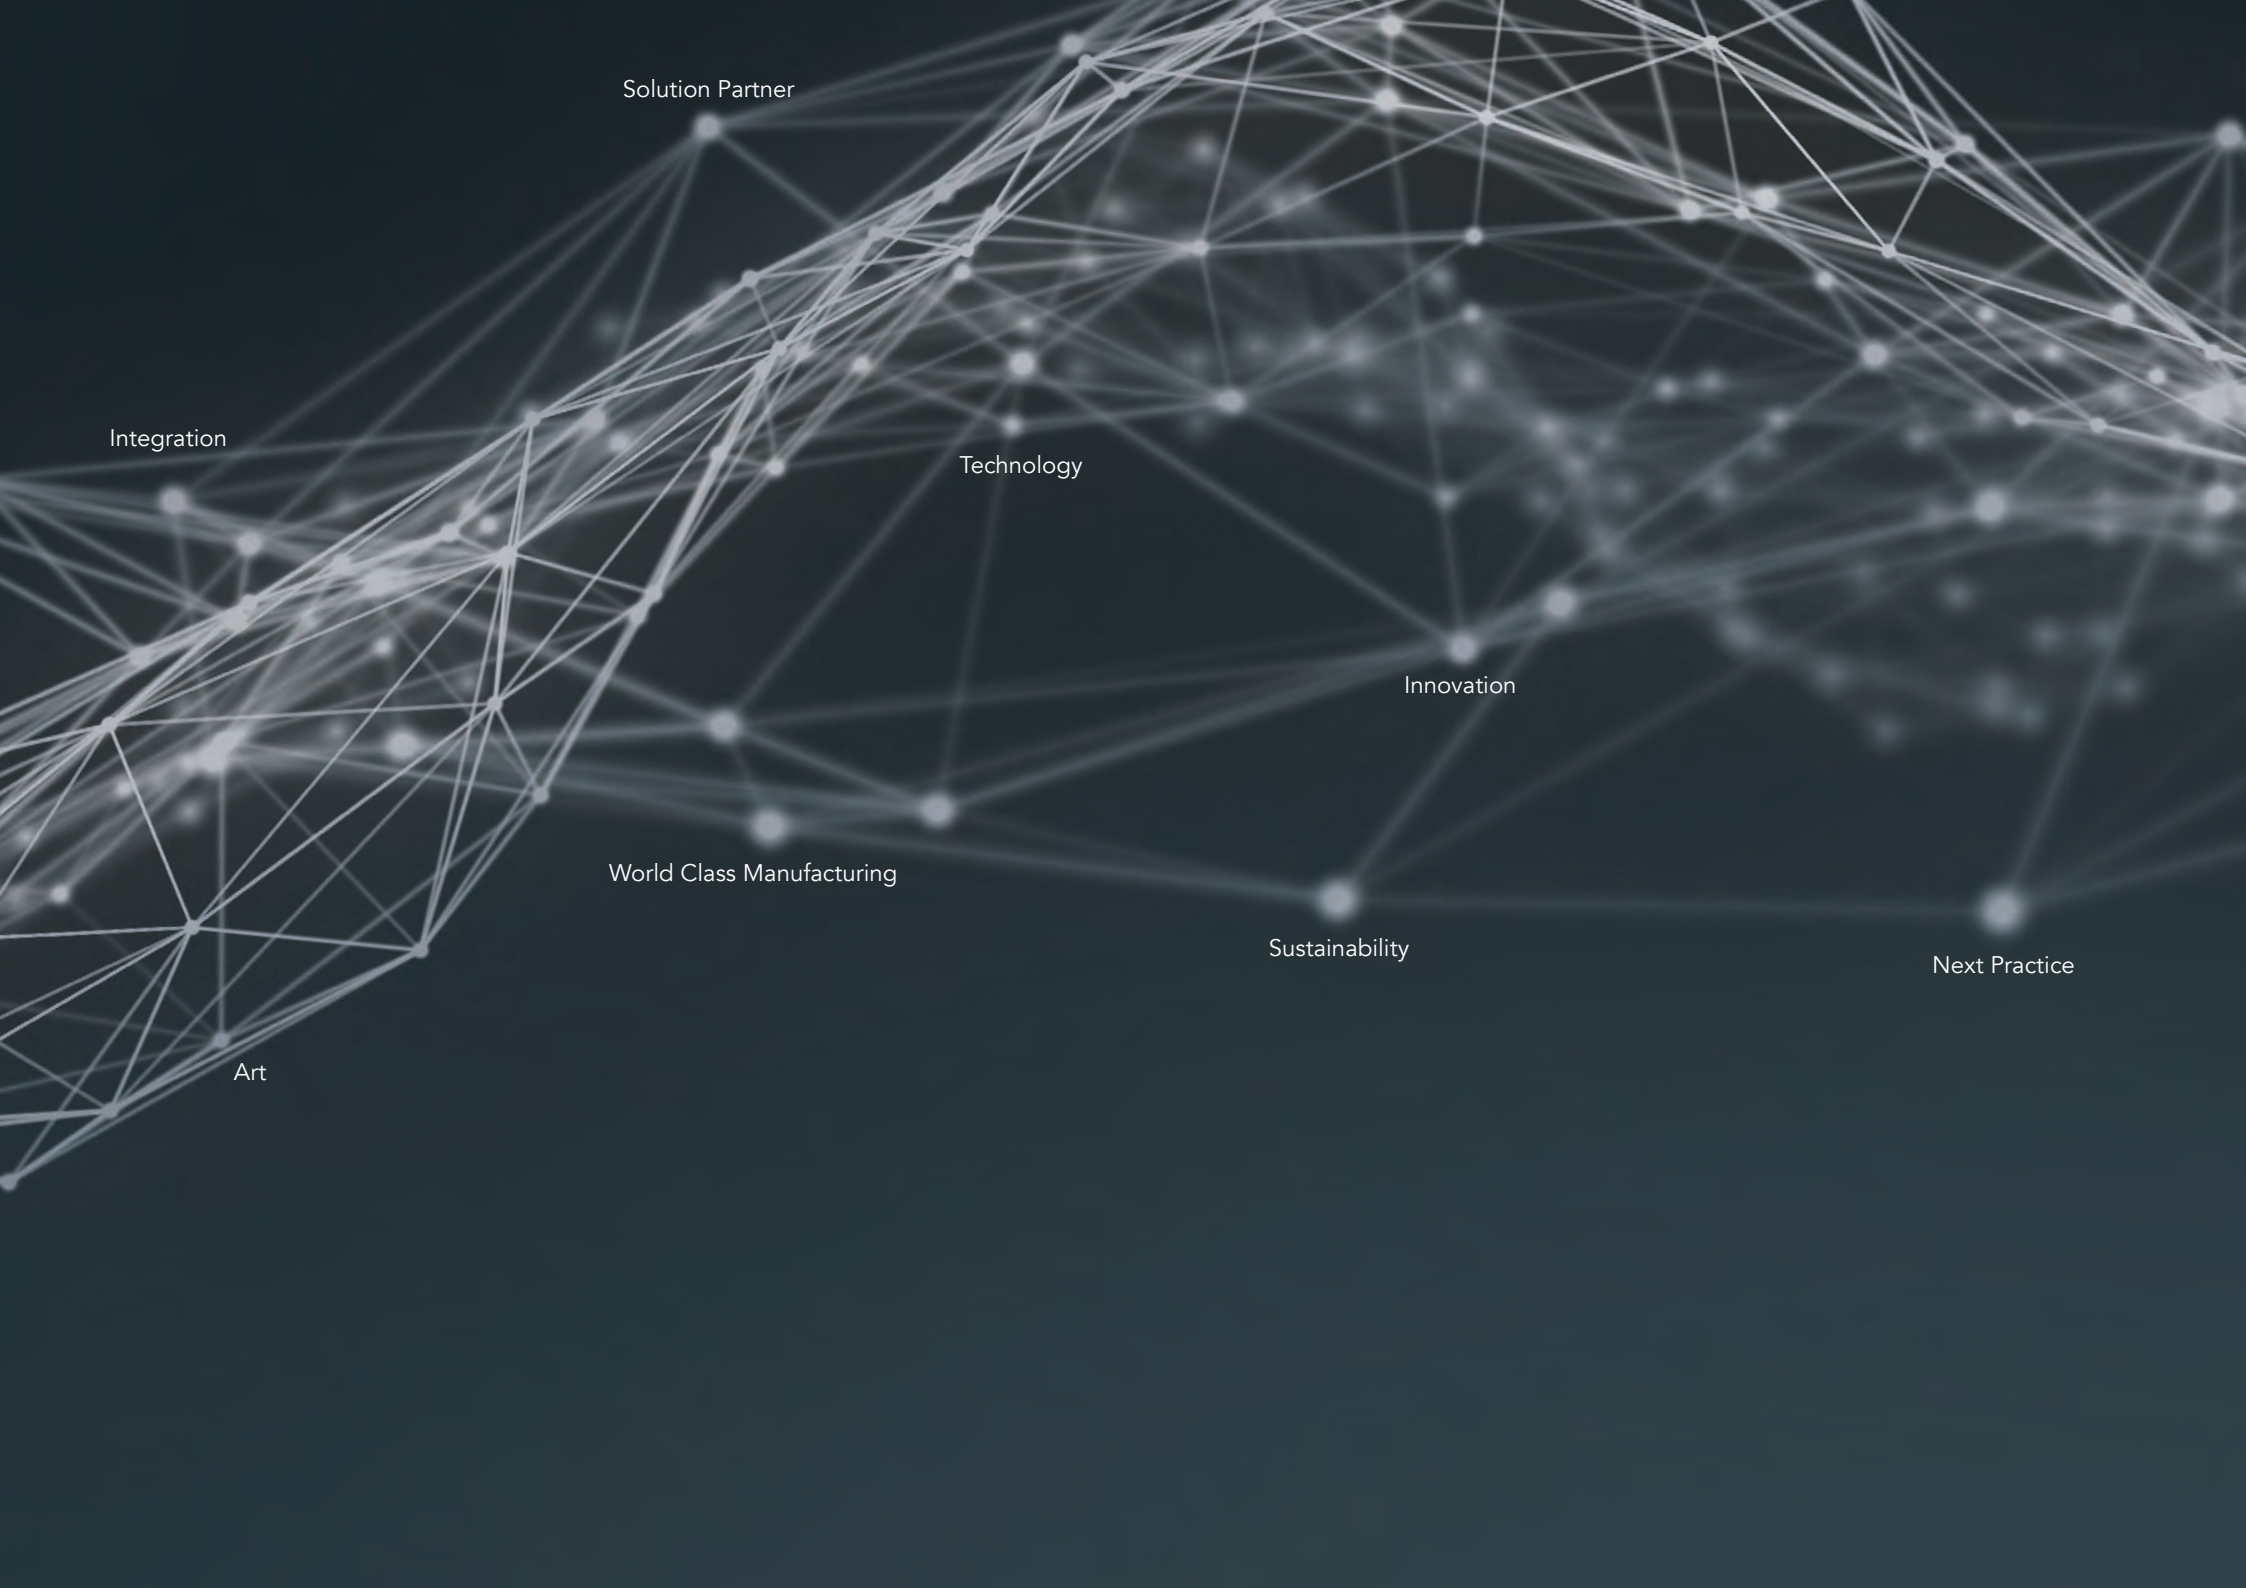 Solution Partner
Integration
Technology
Innovation
World Class Manufacturing
Sustainability
Next Practice
Art